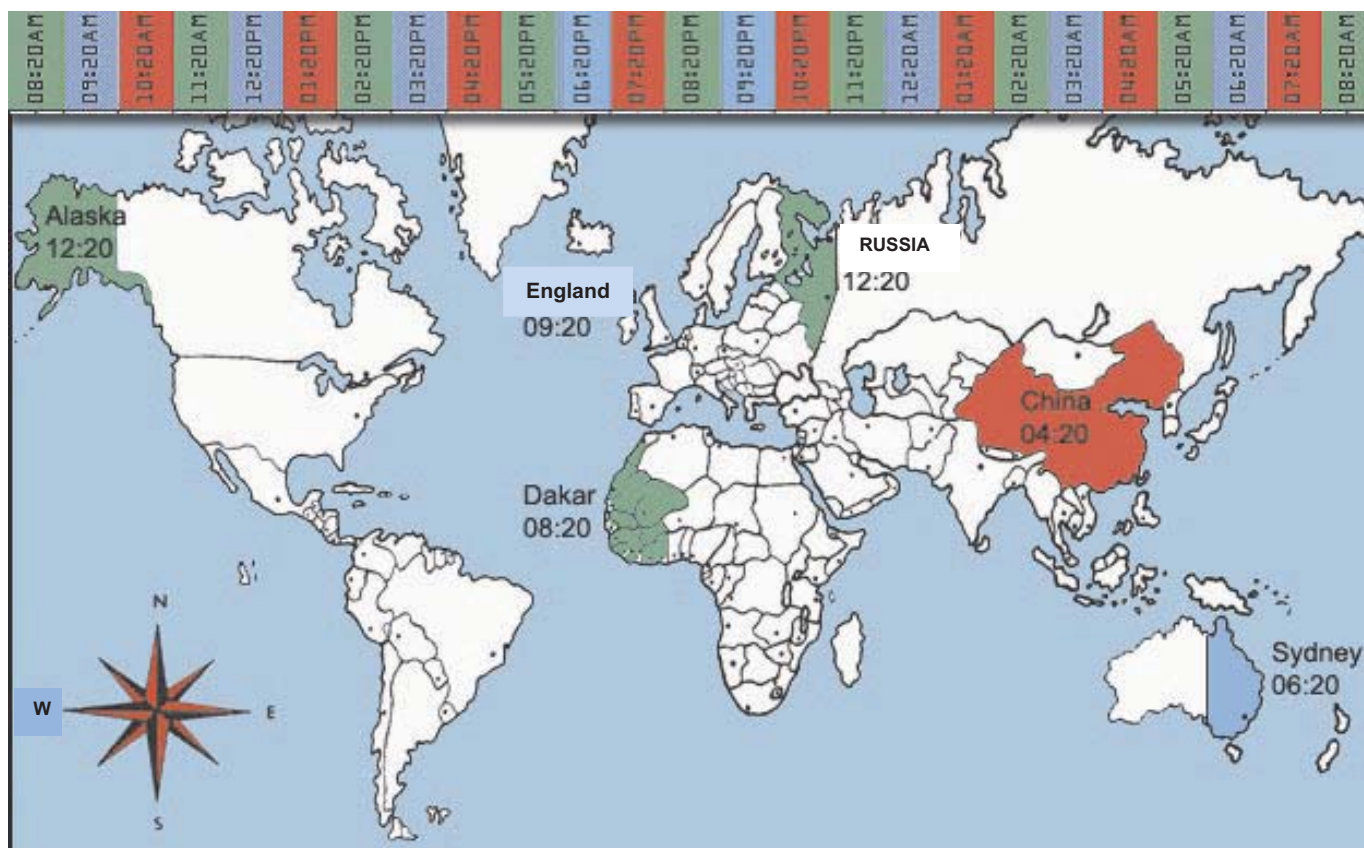 08:20AM
09:20AM
10:20AM
11:20AM
12:20PM
01:20PM
02:20PM
03:20PM
04:20PM
05:20PM
06:20PM
07:20PM
08:20PM
09:20PM
10:20PM
11:20PM
12:20AM
01:20AM
02:20AM
03:20AM
04:20AM
05:20AM
06:20AM
07:20AM
08:20AM
Alaska
12:20
RUSSIA
12:20
England
09:20
China
04:20
Dakar
08:20
N
Sydney
06:20
W
E
S